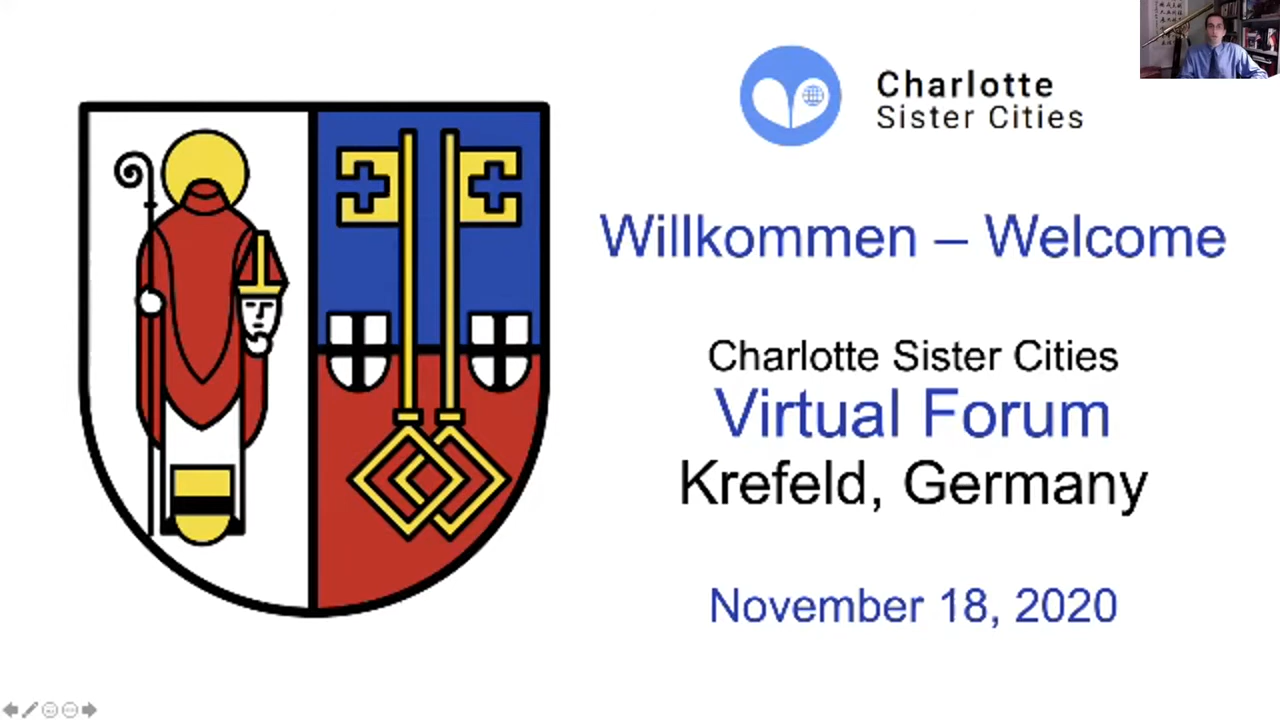 Charlotte
Sister Cities
Willkommen – Welcome
Charlotte Sister Cities
Virtual Forum
Krefeld, Germany
November 18, 2020